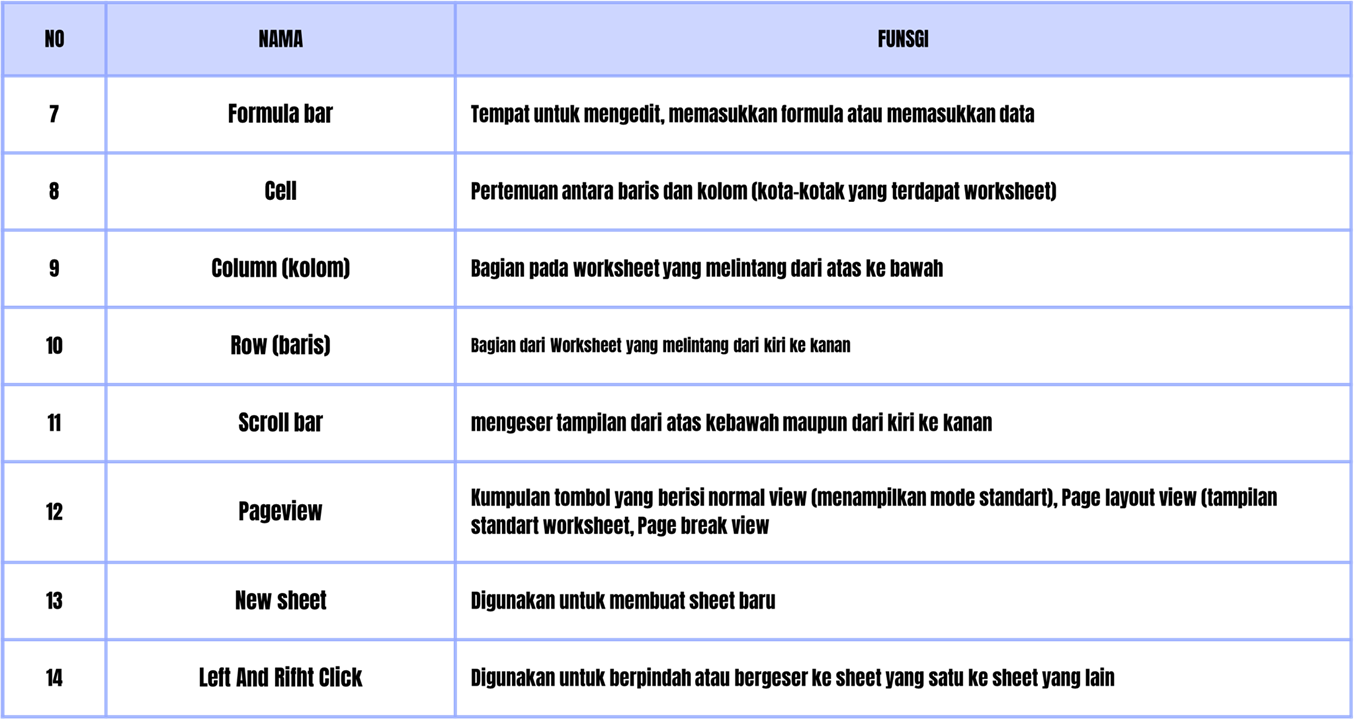 NO NAMA FUNSGI
7 Formula bar Tempat untuk mengedit, memasukkan formula atau memasukkan data
8 Cell Pertemuan antara baris dan kolom (kota-kotak yang terdapat worksheet)
9 Column (kolom) Bagian pada worksheet yang melintang dari atas ke bawah
10 Row (baris) Bagian dari Worksheet yang melintang dari kiri ke kanan
11 Scroll bar mengeser tampilan dari atas kebawah maupun dari kiri ke kanan
12 Pageview Kumpulan tombol yang berisi normal view (menampilkan mode standart), Page layout view (tampilan
standart worksheet, Page break view
13 New sheet Digunakan untuk membuat sheet baru
14 Left And Rifht Click Digunakan untuk berpindah atau bergeser ke sheet yang satu ke sheet yang lain